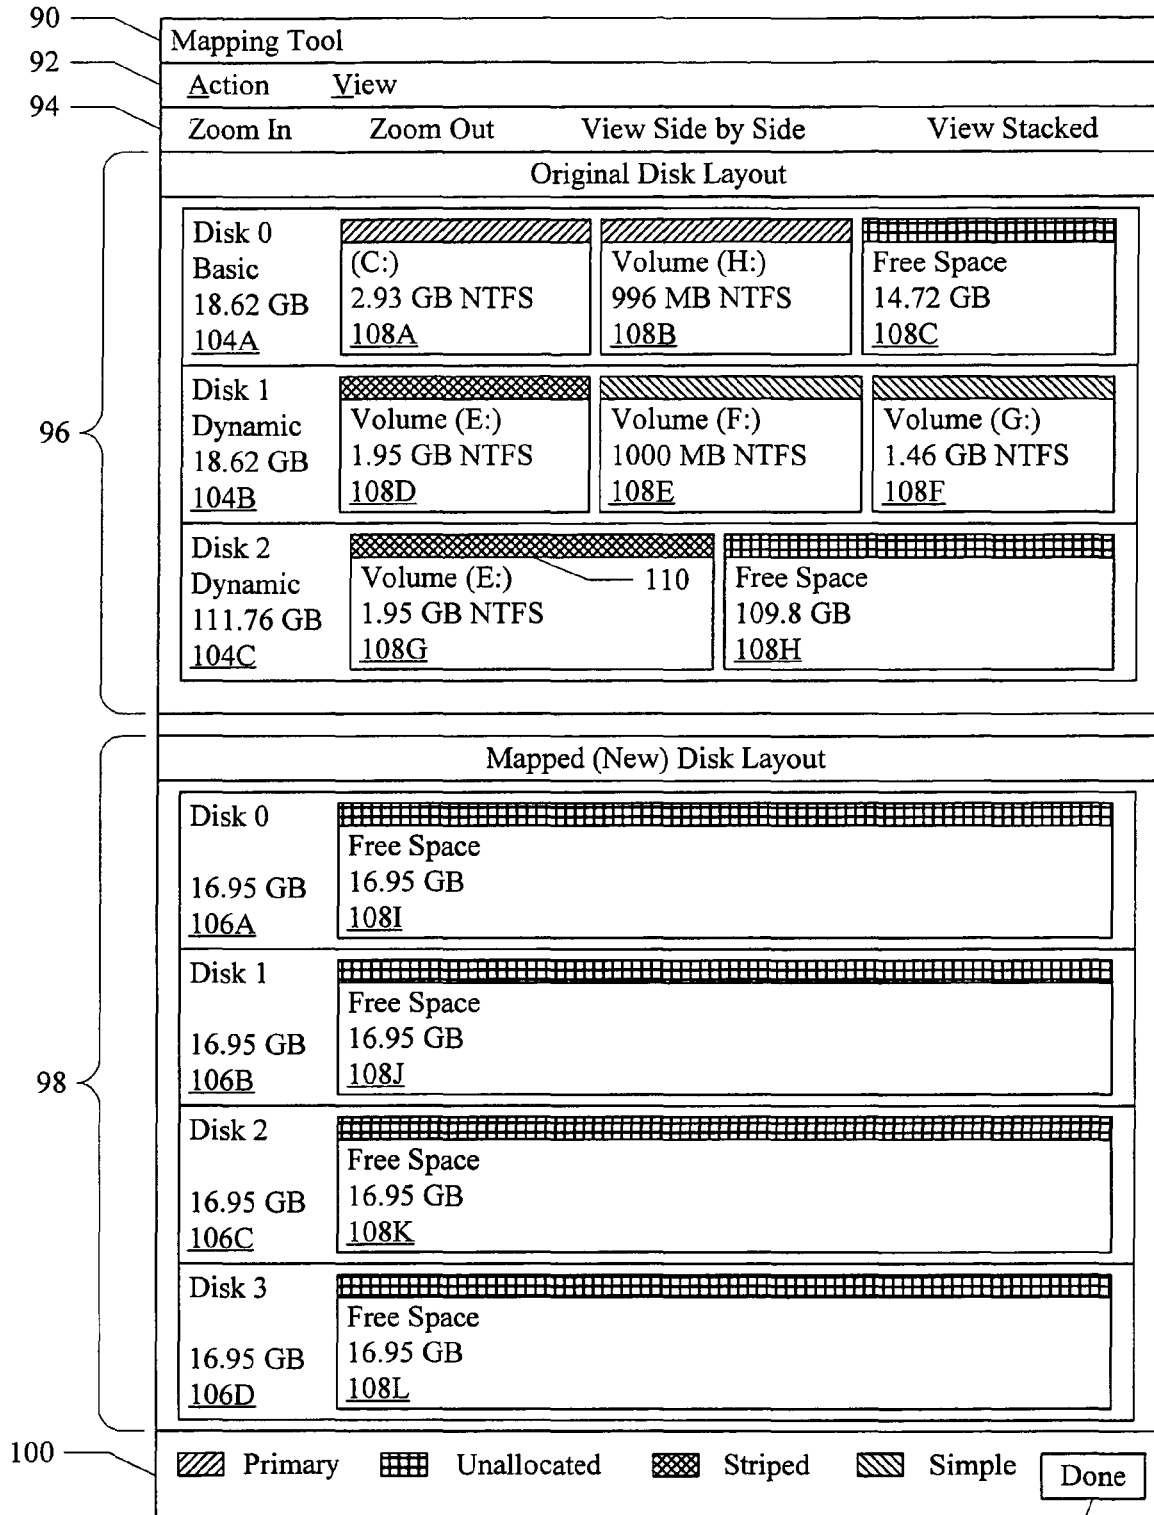 90
Mapping Tool
92
Action View
94
Zoom In Zoom Out View Side by Side View Stacked
96
Original Disk Layout
Disk 0
Basic
18.62 GB
104A
(C:)
2.93 GB NTFS
108A
Volume (H:)
996 MB NTFS
108B
Free Space
14.72 GB
108C
Disk 1
Dynamic
18.62 GB
104B
Volume (E:)
1.95 GB NTFS
108D
Volume (F:)
1000 MB NTFS
108E
Volume (G:)
1.46 GB NTFS
108F
Disk 2
Dynamic
111.76 GB
104C
Volume (E:)
1.95 GB NTFS
108G
110
Free Space
109.8 GB
108H
98
Mapped (New) Disk Layout
Disk 0
16.95 GB
106A
Free Space
16.95 GB
108I
Disk 1
16.95 GB
106B
Free Space
16.95 GB
108J
Disk 2
16.95 GB
106C
Free Space
16.95 GB
108K
Disk 3
16.95 GB
106D
Free Space
16.95 GB
108L
100
Primary Unallocated Striped Simple Done